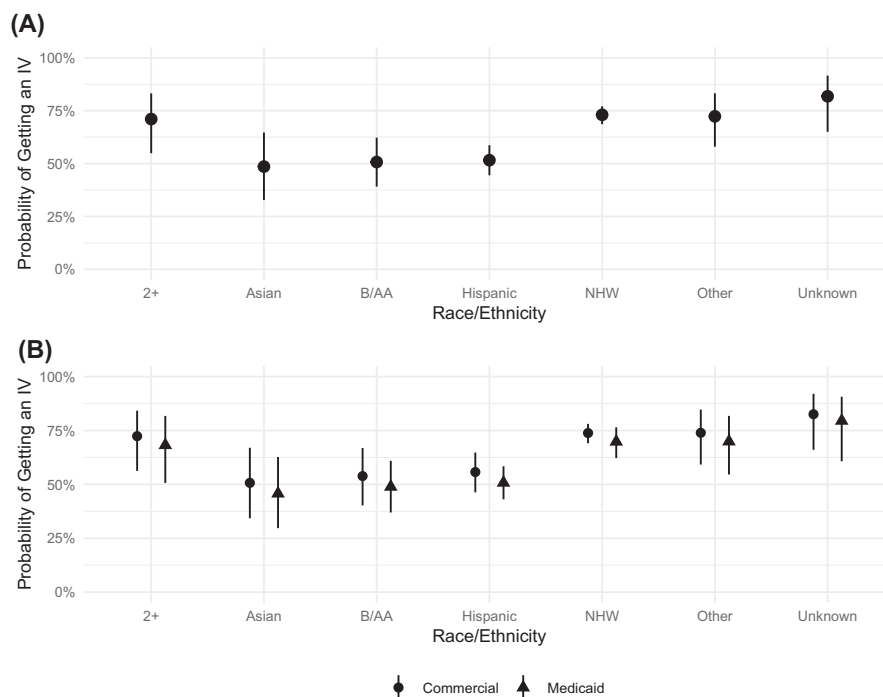 (A)
Probability of Getting an IV
100%
75%
50%
25%
0%
2+ Asian B/AA Hispanic NHW Other Unknown
Race/Ethnicity
(B)
Probability of Getting an IV
100%
75%
50%
25%
0%
2+ Asian B/AA Hispanic NHW Other Unknown
Race/Ethnicity
Commercial Medicaid